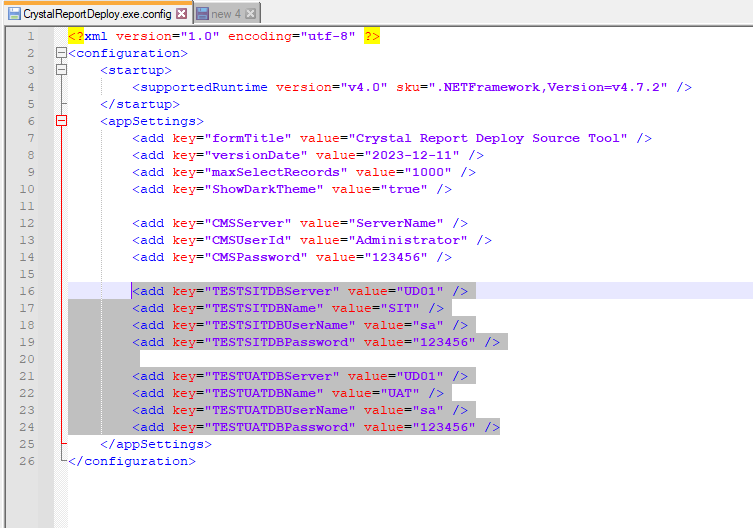 CrystalReportDeploy.exe.config new 4
1 <?xml version="1.0" encoding="utf-8" ?>
2 <configuration>
3 <startup>
4 <supportedRuntime version="v4.0" sku=".NETFramework,Version=v4.7.2" />
5 </startup>
6 <appSettings>
7 <add key="formTitle" value="Crystal Report Deploy Source Tool" />
8 <add key="versionDate" value="2023-12-11" />
9 <add key="maxSelectRecords" value="1000" />
10 <add key="ShowDarkTheme" value="true" />
11
12 <add key="CMSServer" value="ServerName" />
13 <add key="CMSUserId" value="Administrator" />
14 <add key="CMSPassword" value="123456" />
15
16 <add key="TESTSITDBServer" value="UD01" />
17 <add key="TESTSITDBName" value="SIT" />
18 <add key="TESTSITDBUserName" value="sa" />
19 <add key="TESTSITDBPassword" value="123456" />
20
21 <add key="TESTUATDBServer" value="UD01" />
22 <add key="TESTUATDBName" value="UAT" />
23 <add key="TESTUATDBUserName" value="sa" />
24 <add key="TESTUATDBPassword" value="123456" />
25 </appSettings>
26 </configuration>